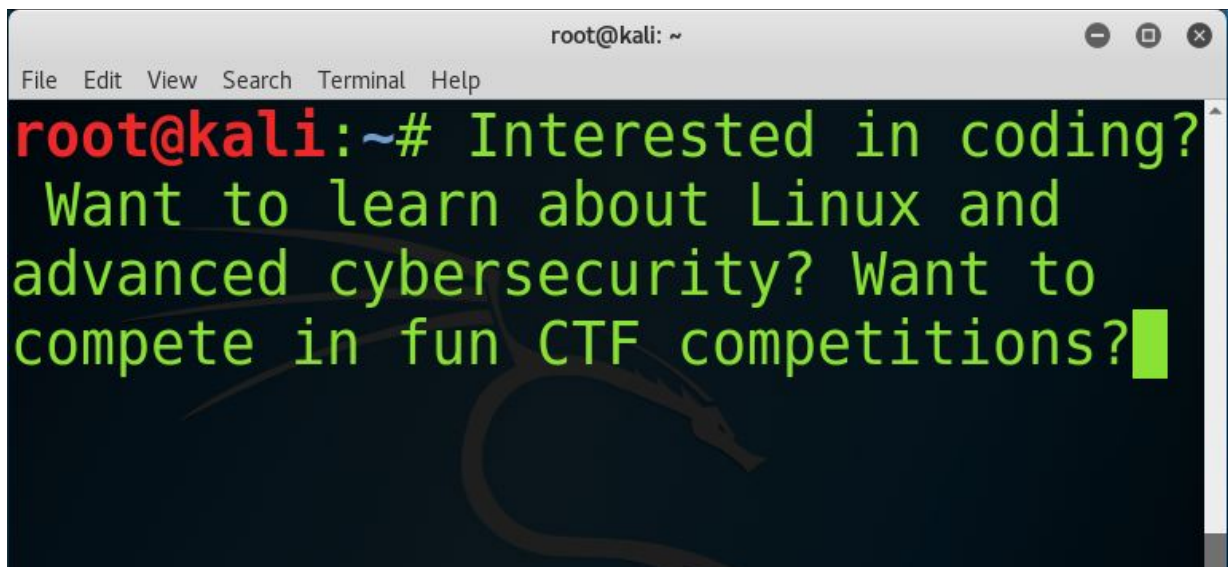 root@kali: ~
File Edit View Search Terminal Help
root@kali:~# Interested in coding?
Want to learn about Linux and
advanced cybersecurity? Want to
compete in fun CTF competitions?